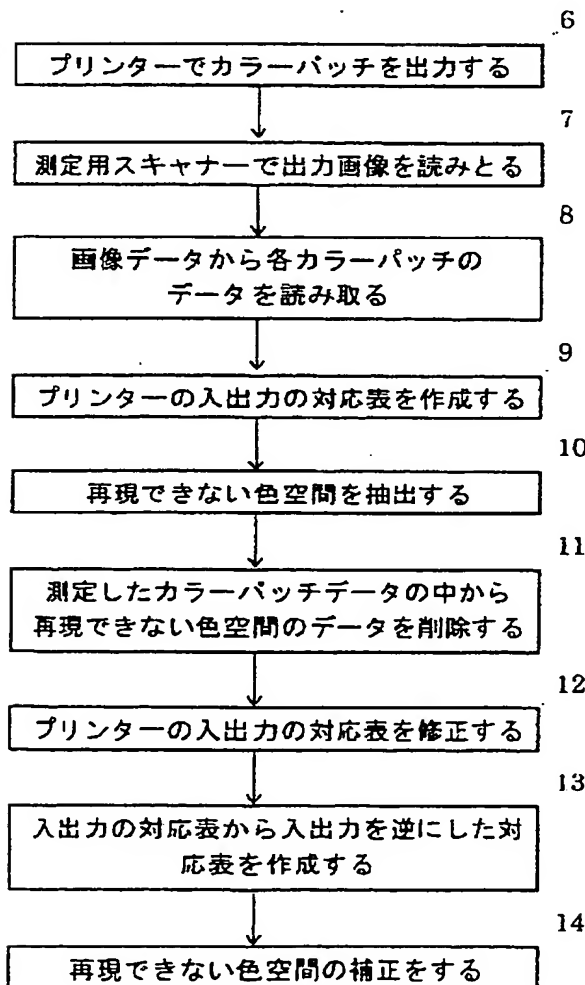 6
プリンターでカラーパッチを出力する
7
測定用スキャナーで出力画像を読みとる
8
画像データから各カラーパッチの
データを読み取る
9
プリンターの入出力の対応表を作成する
10
再現できない色空間を抽出する
11
測定したカラーパッチデータの中から
再現できない色空間のデータを削除する
12
プリンターの入出力の対応表を修正する
13
入出力の対応表から入出力を逆にした対
応表を作成する
14
再現できない色空間の補正をする